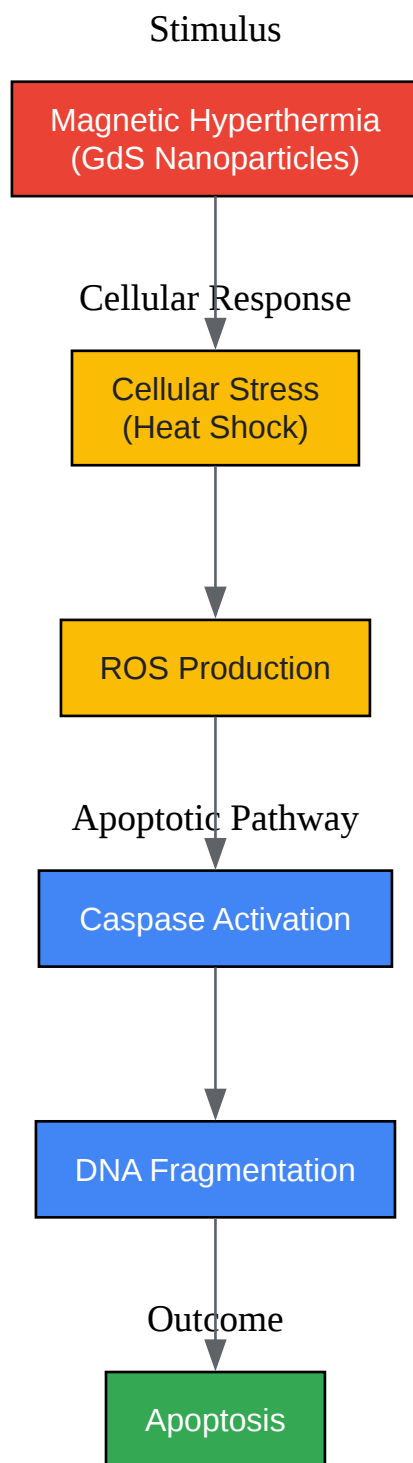 Stimulus
Magnetic Hyperthermia
(GdS Nanoparticles)
Cellular Response
Cellular Stress
(Heat Shock)
ROS Production
Apoptotic Pathway
Caspase Activation
DNA Fragmentation
Outcome
Apoptosis